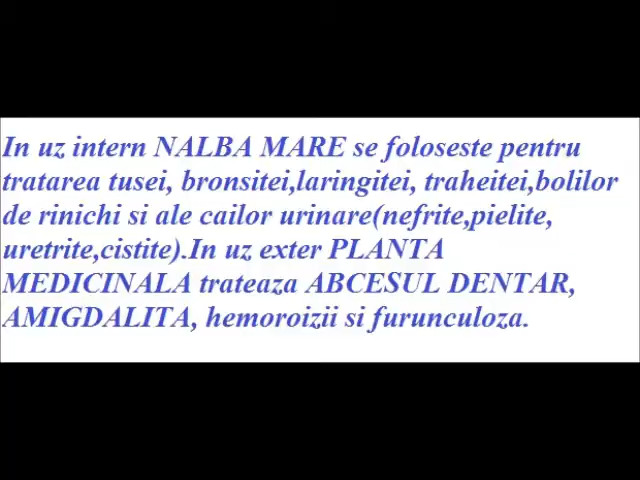 In uz intern NALBA MARE se foloseste pentru
tratarea tusei, bronsitei,laringitei, traheitei,bolilor
de rinichi si ale cailor urinare(nefrite,pielite,
uretrite,cistite).In uz exter PLANTA
MEDICINALA trateaza ABCESUL DENTAR,
AMIGDALITA, hemoroizii si furunculoza.